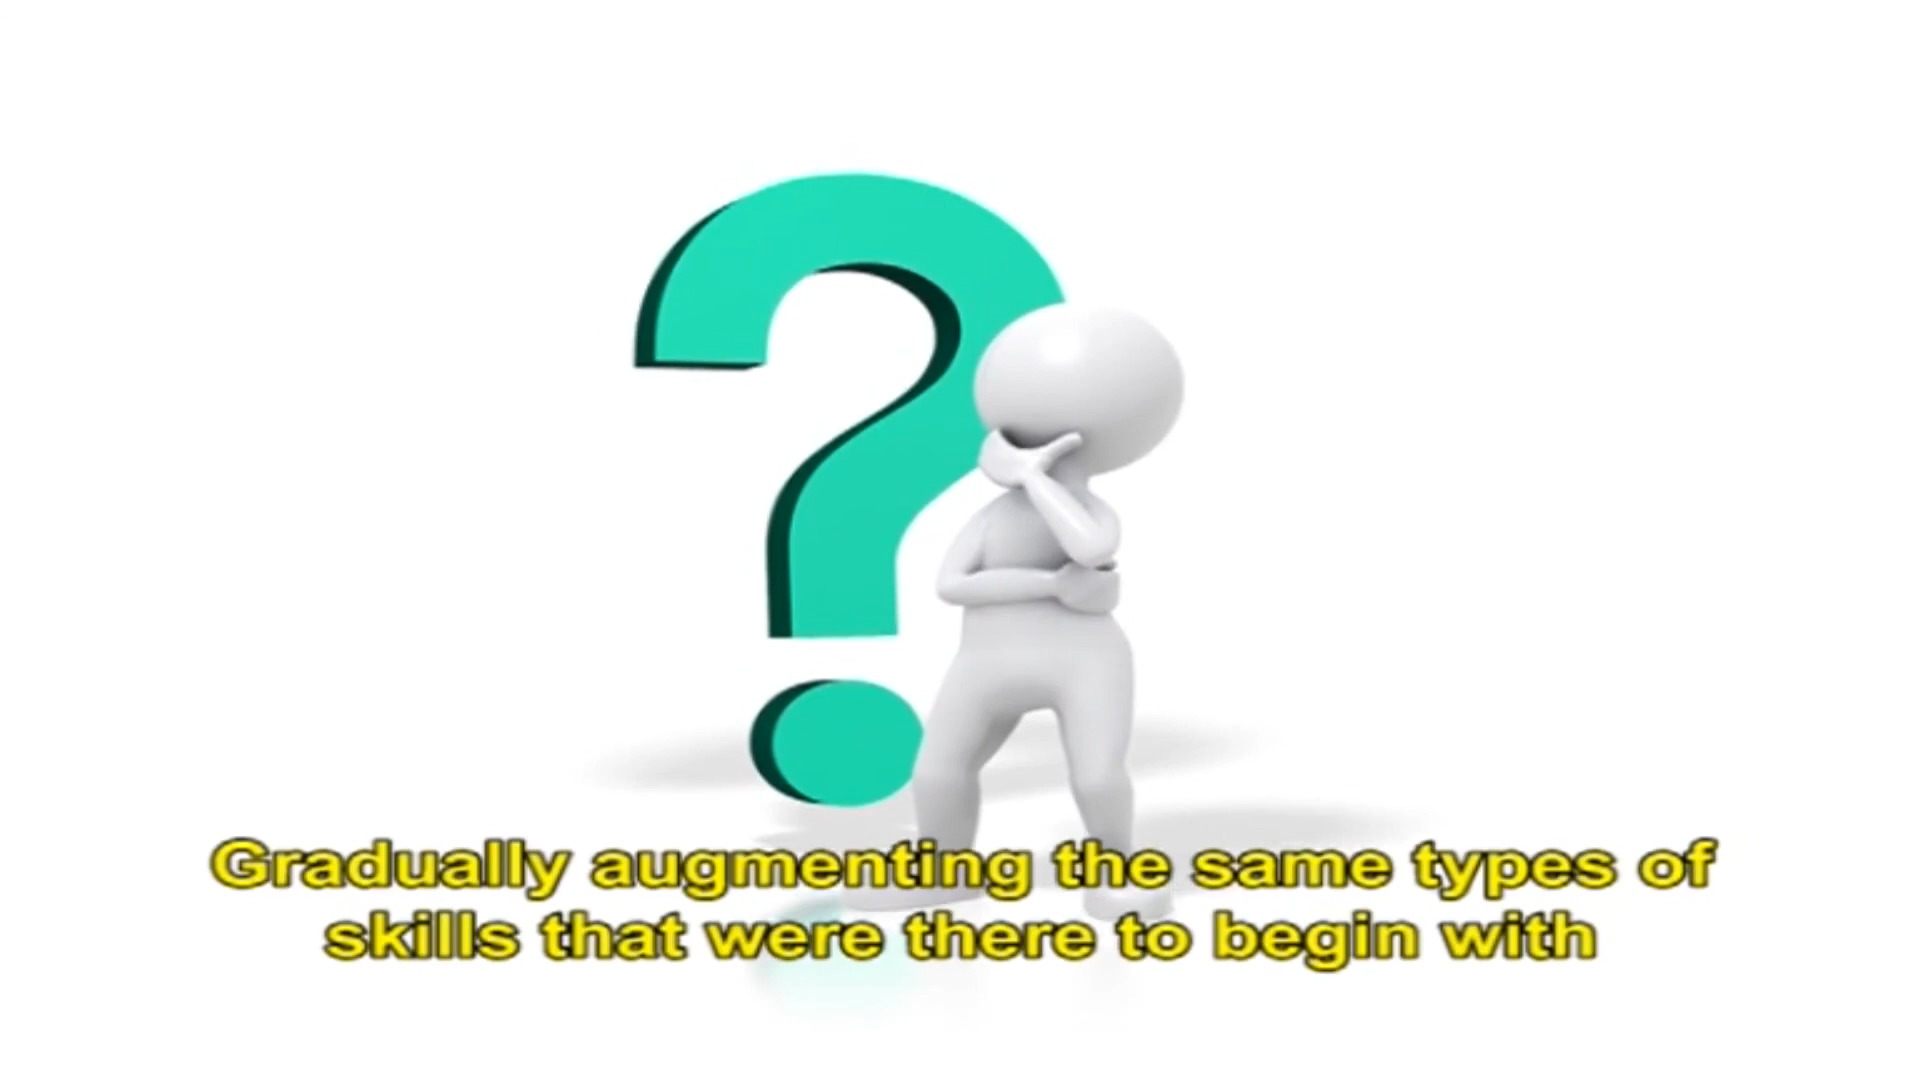 Gradually augmenting the same types of
skills that were there to begin with